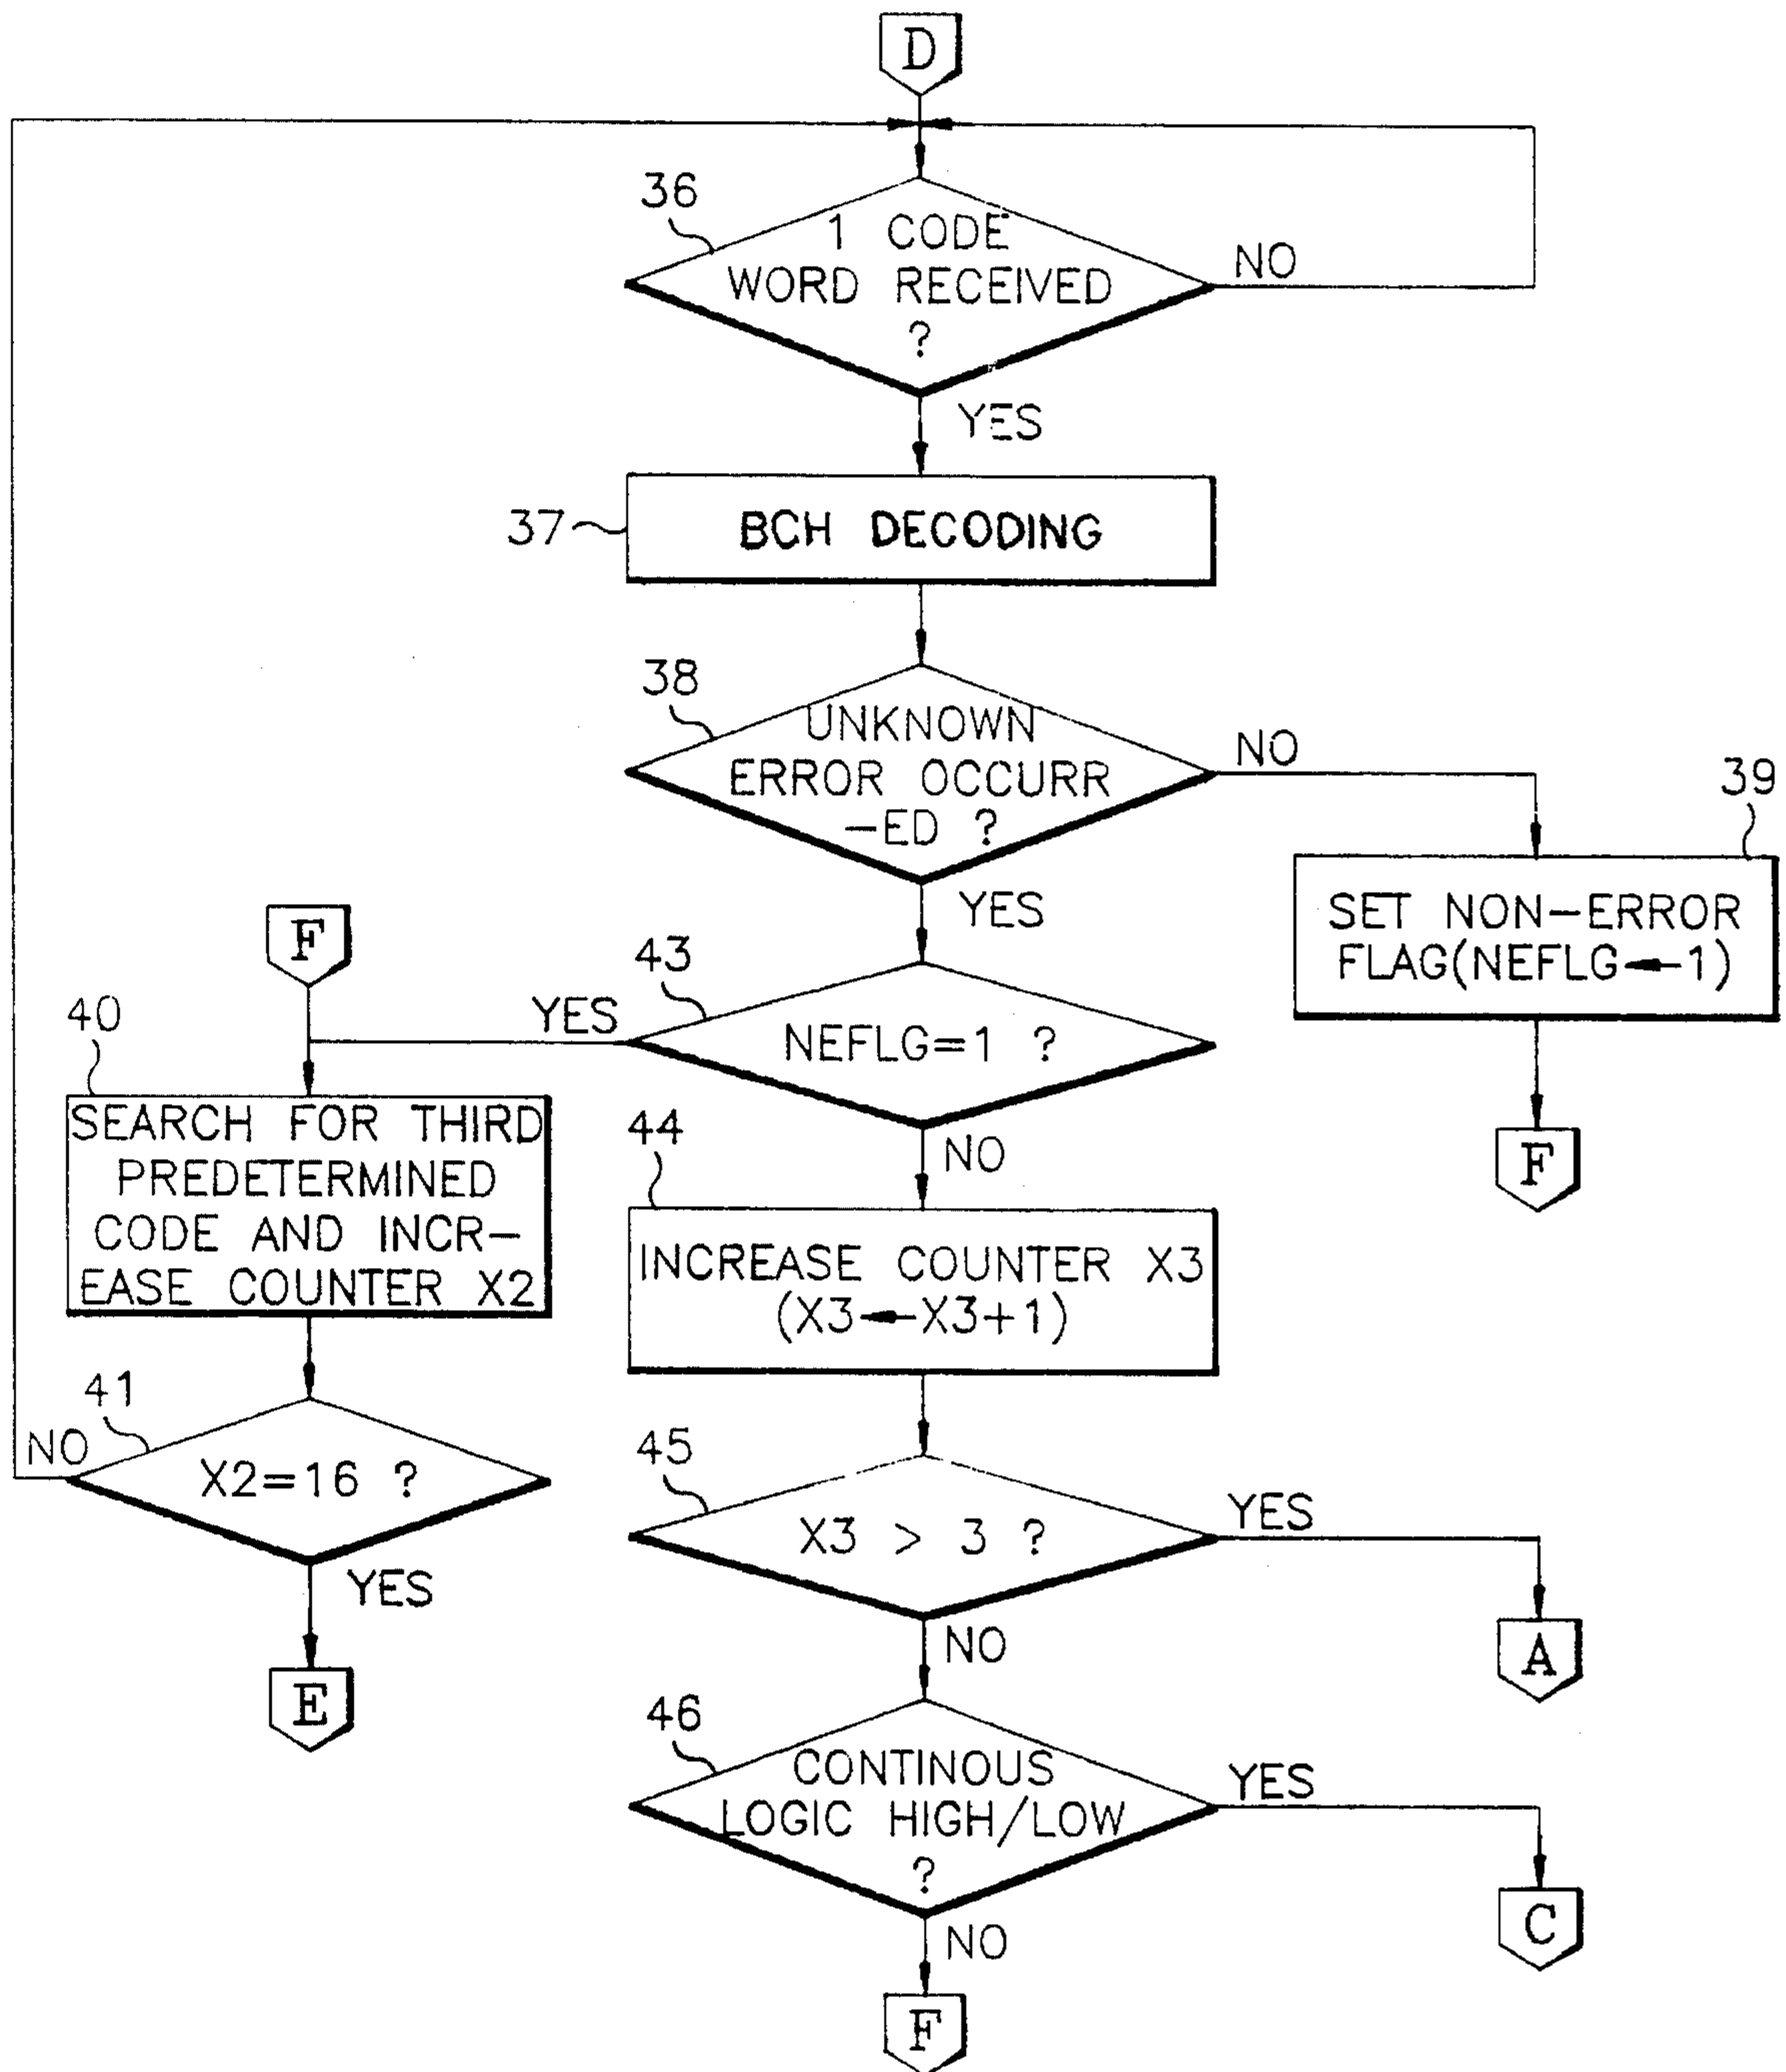 D
36
1 CODE
WORD RECEIVED
?
NO
YES
37
BCH DECODING
38
UNKNOWN
ERROR OCCURR
-ED ?
NO
39
YES
SET NON-ERROR
FLAG(NEFLG←1)
F
F
43
YES
NEFLG=1 ?
40
SEARCH FOR THIRD
PREDETERMINED
CODE AND INCR-
EASE COUNTER X2
44
NO
INCREASE COUNTER X3
(X3←X3+1)
41
NO
X2=16 ?
YES
E
45
X3 > 3 ?
YES
A
NO
46
CONTINOUS
LOGIC HIGH/LOW
?
YES
C
NO
F